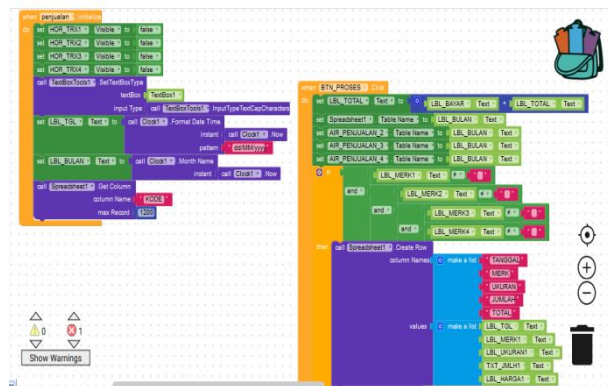 when penjualan .Initialize
do set HOR_TRX1 . Visible to false
set HOR_TRX2 . Visible to false
set HOR_TRX3 . Visible to false
set HOR_TRX4 . Visible to false
call TextBoxTools1 .SetTextBoxType
textBox TextBox1
input Type call TextBoxTools1 .InputTypeTextCapCharacters
set LBL_TGL . Text to call Clock1 .Format Date Time
instant call Clock1 .Now
pattern " dd/MM/yyyy "
set LBL_BULAN . Text to call Clock1 .Month Name
instant call Clock1 .Now
call Spreadsheet1 .Get Column
column Name " KODE "
max Record 1200
0 1
Show Warnings
when BTN_PROSES .Click
do set LBL_TOTAL . Text to LBL_BAYAR . Text + LBL_TOTAL . Text
set Spreadsheet1 . Table Name to LBL_BULAN . Text
set AIR_PENJUALAN_2 . Table Name to LBL_BULAN . Text
set AIR_PENJUALAN_3 . Table Name to LBL_BULAN . Text
set AIR_PENJUALAN_4 . Table Name to LBL_BULAN . Text
if LBL_MERK1 . Text ≠ " "
and LBL_MERK2 . Text ≠ " "
and LBL_MERK3 . Text ≠ " "
and LBL_MERK4 . Text ≠ " "
then call Spreadsheet1 .Create Row
column Names make a list " TANGGAL "
" MERK "
" UKURAN "
" JUMLAH "
" TOTAL "
values make a list LBL_TGL . Text
LBL_MERK1 . Text
LBL_UKURAN1 . Text
TXT_JMLH1 . Text
LBL_HARGA1 . Text